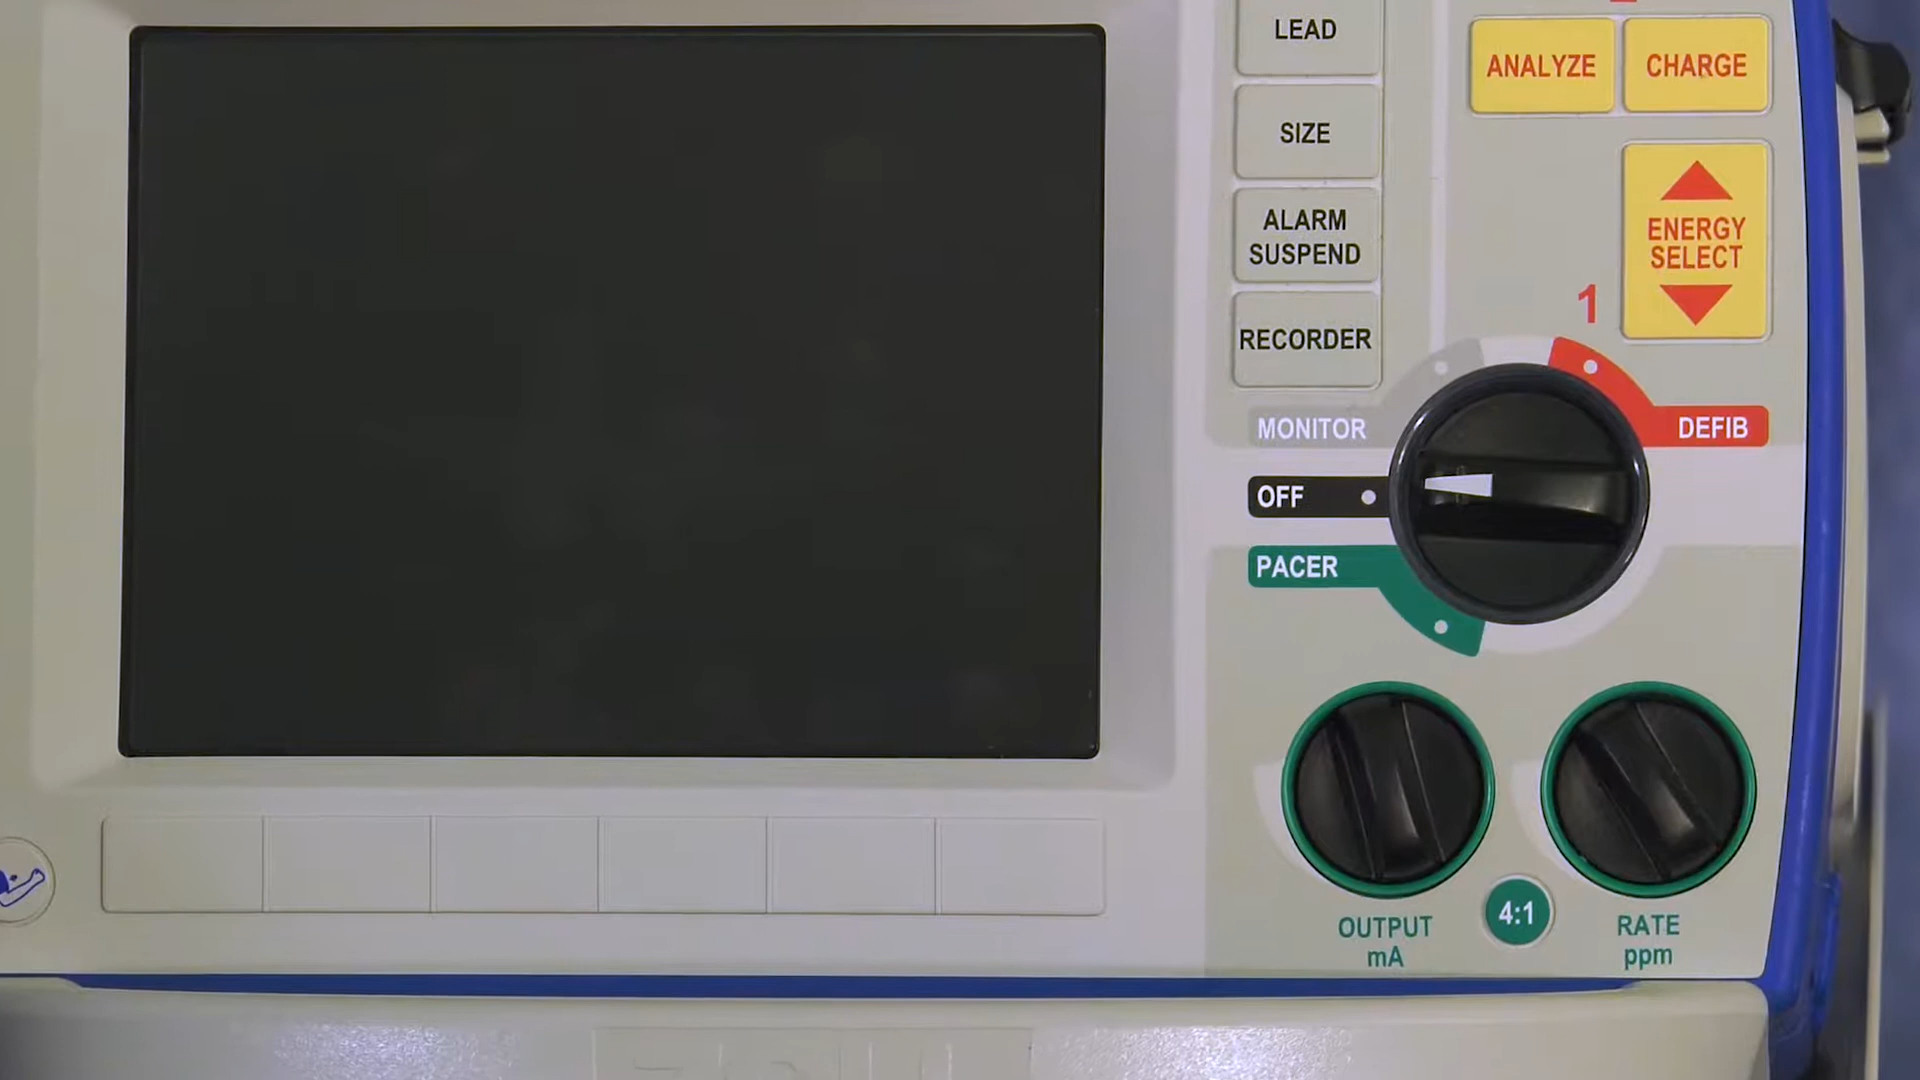 LEAD
ANALYZE
CHARGE
SIZE
ALARM
SUSPEND
ENERGY
SELECT
1
RECORDER
MONITOR
DEFIB
OFF
PACER
4:1
OUTPUT
mA
RATE
ppm